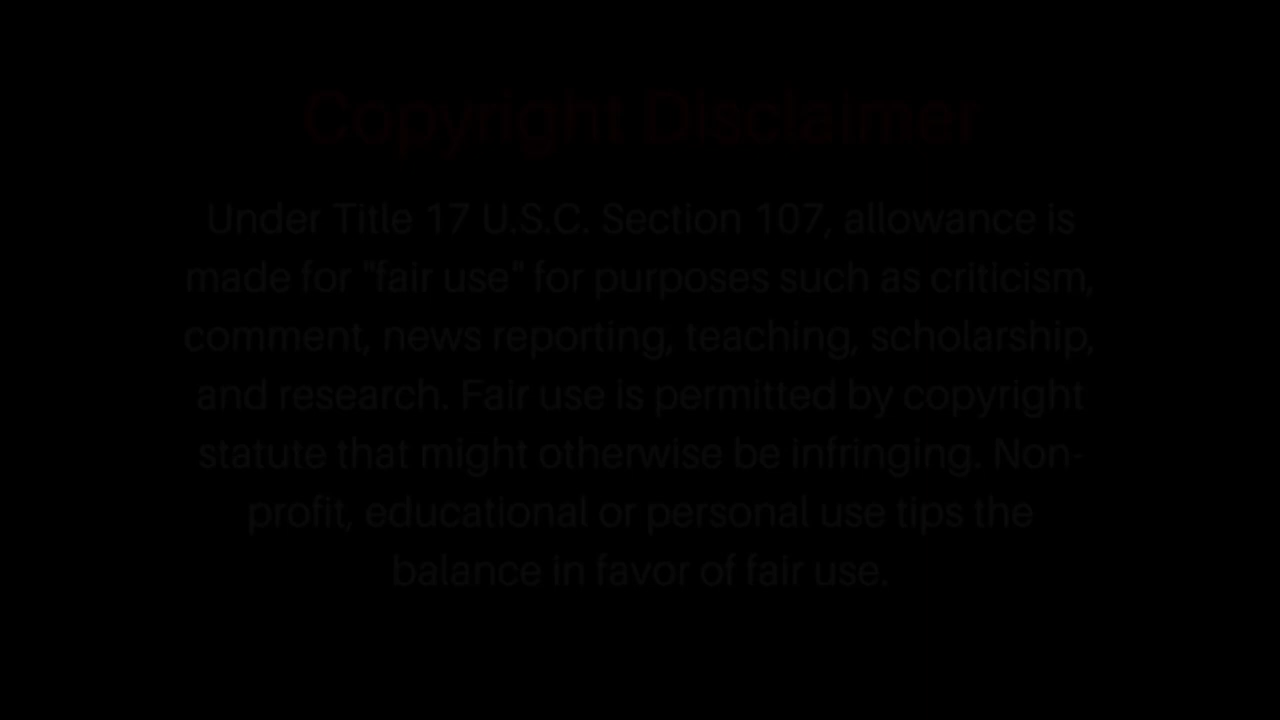 Copyright Disclaimer
Under Title 17 U.S.C. Section 107, allowance is
made for "fair use" for purposes such as criticism,
comment, news reporting, teaching, scholarship,
and research. Fair use is permitted by copyright
statute that might otherwise be infringing. Non-
profit, educational or personal use tips the
balance in favor of fair use.